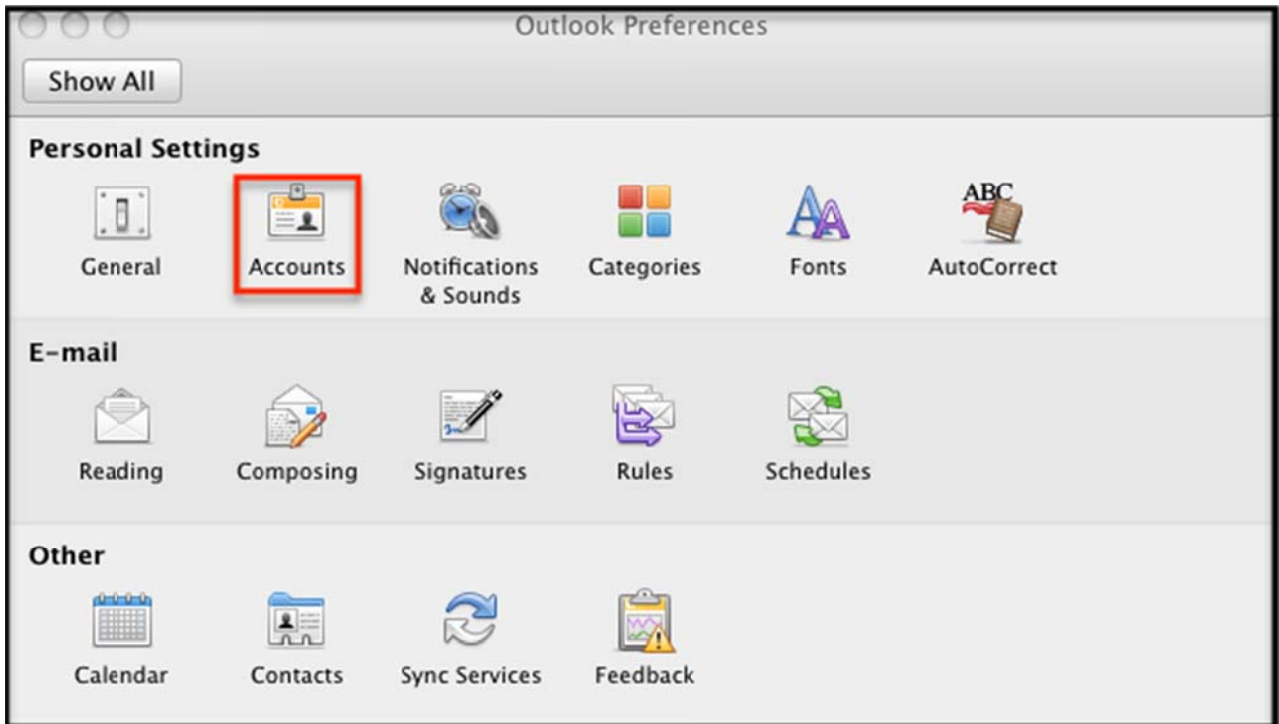 Outlook Preferences
Show All
Personal Settings
General
Accounts
Notifications
& Sounds
Categories
Fonts
ABC
AutoCorrect
E-mail
Reading
Composing
Signatures
Rules
Schedules
Other
Calendar
Contacts
Sync Services
Feedback